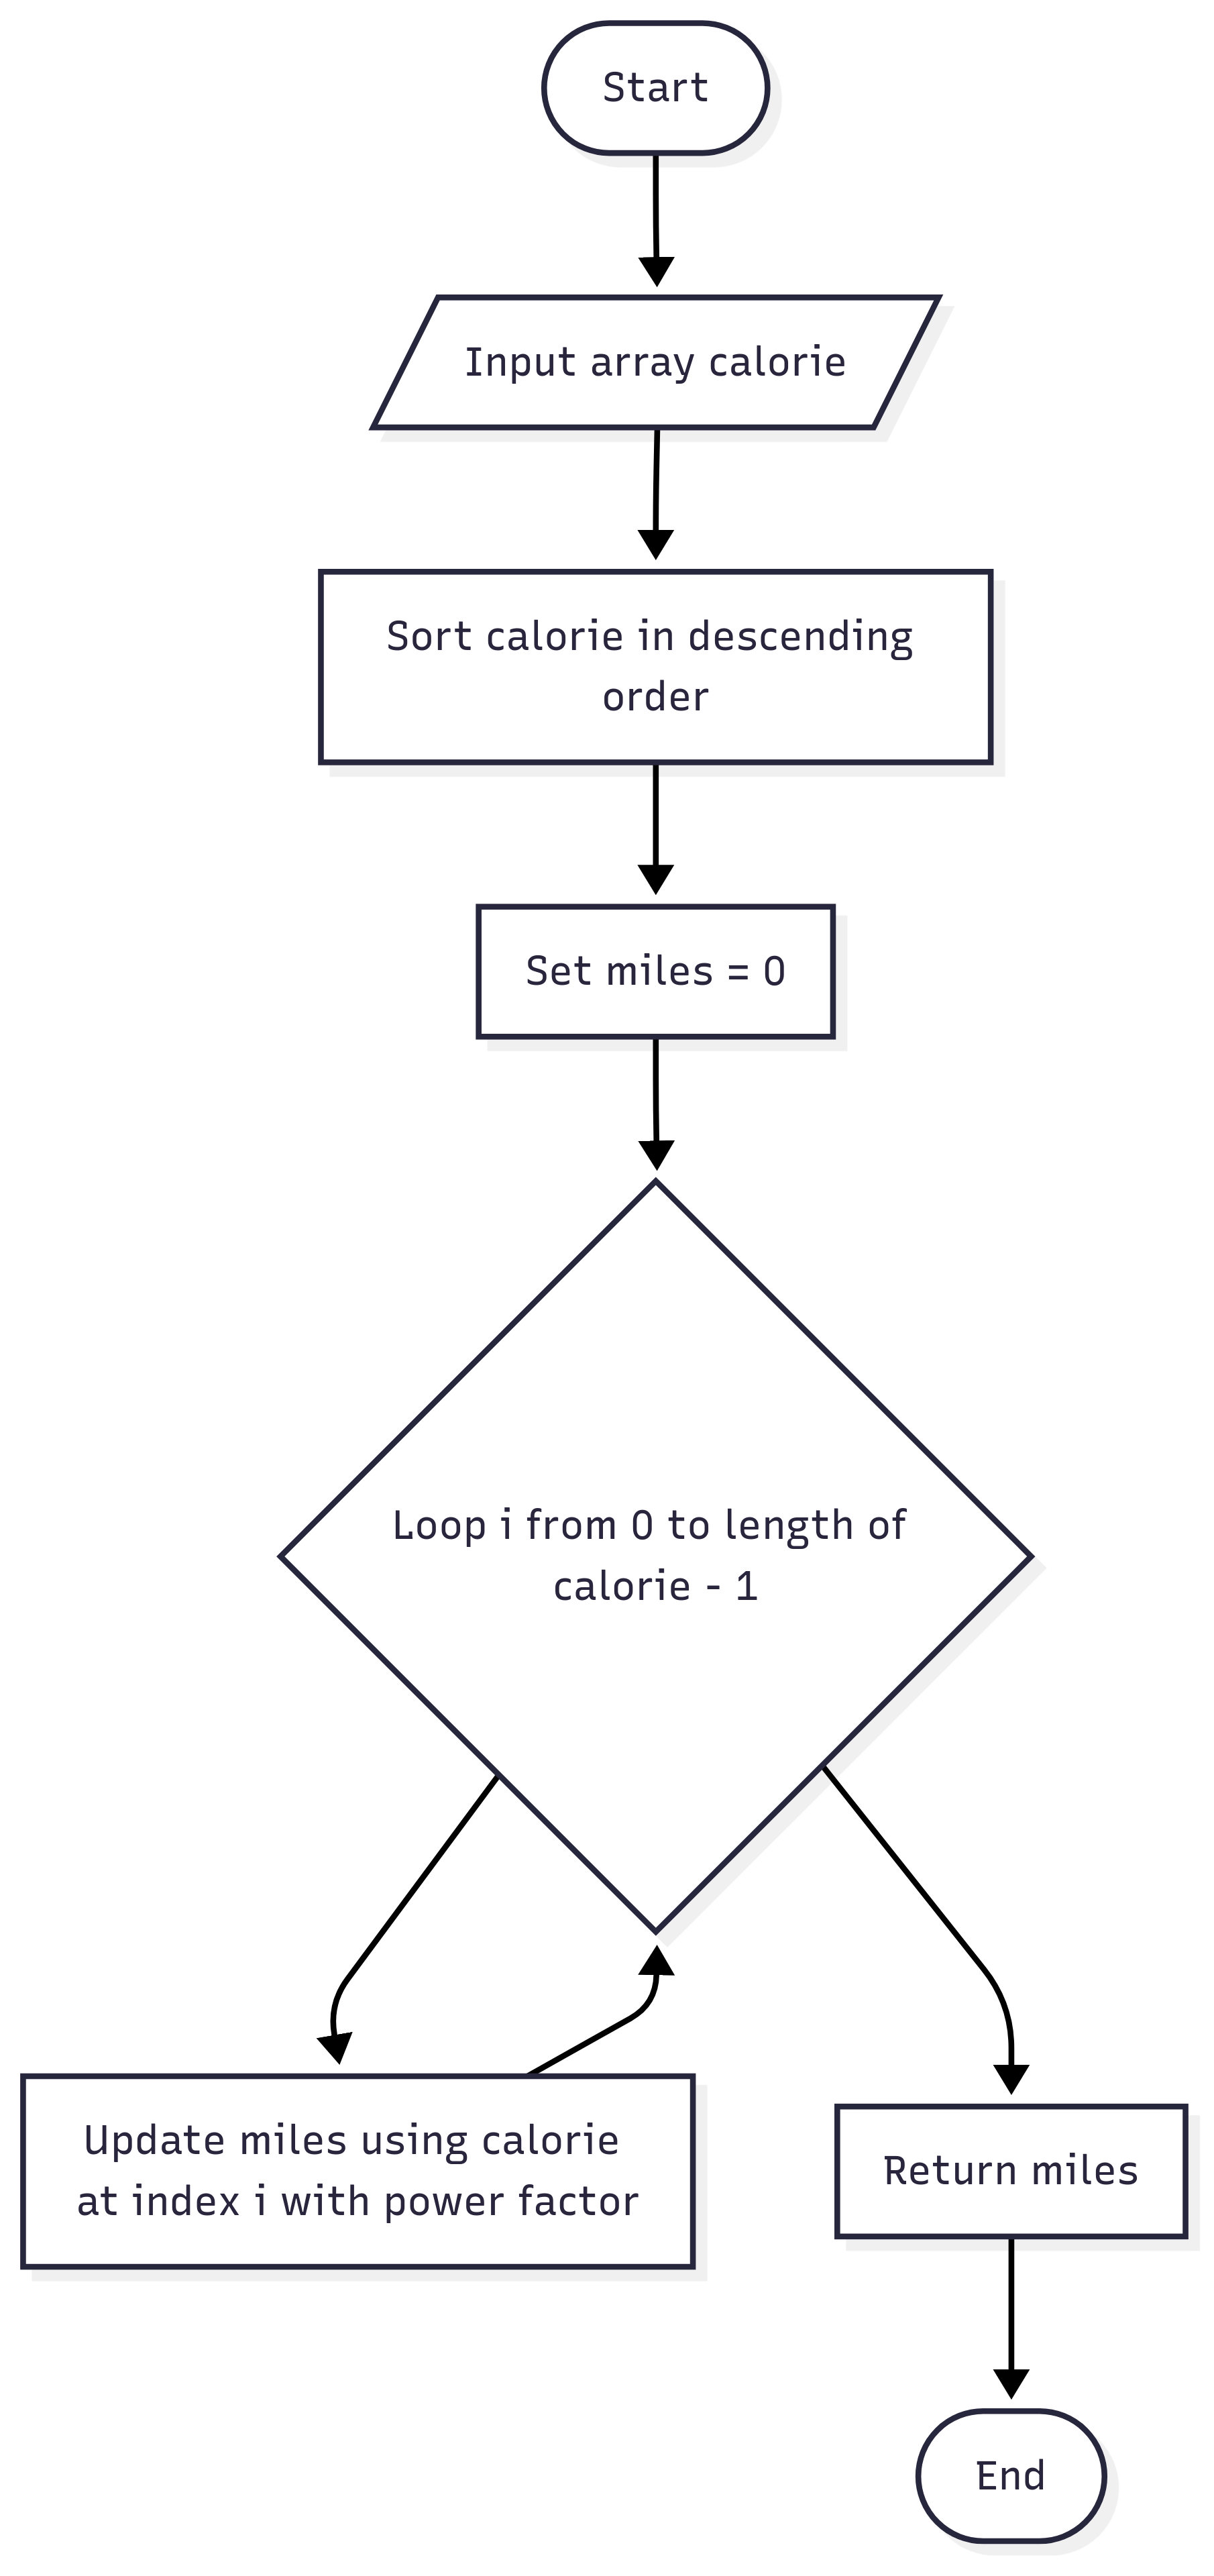 Start
Input array calorie
Sort calorie in descending
order
Set miles = 0
Loop i from 0 to length of
calorie - 1
Update miles using calorie
at index i with power factor
Return miles
End